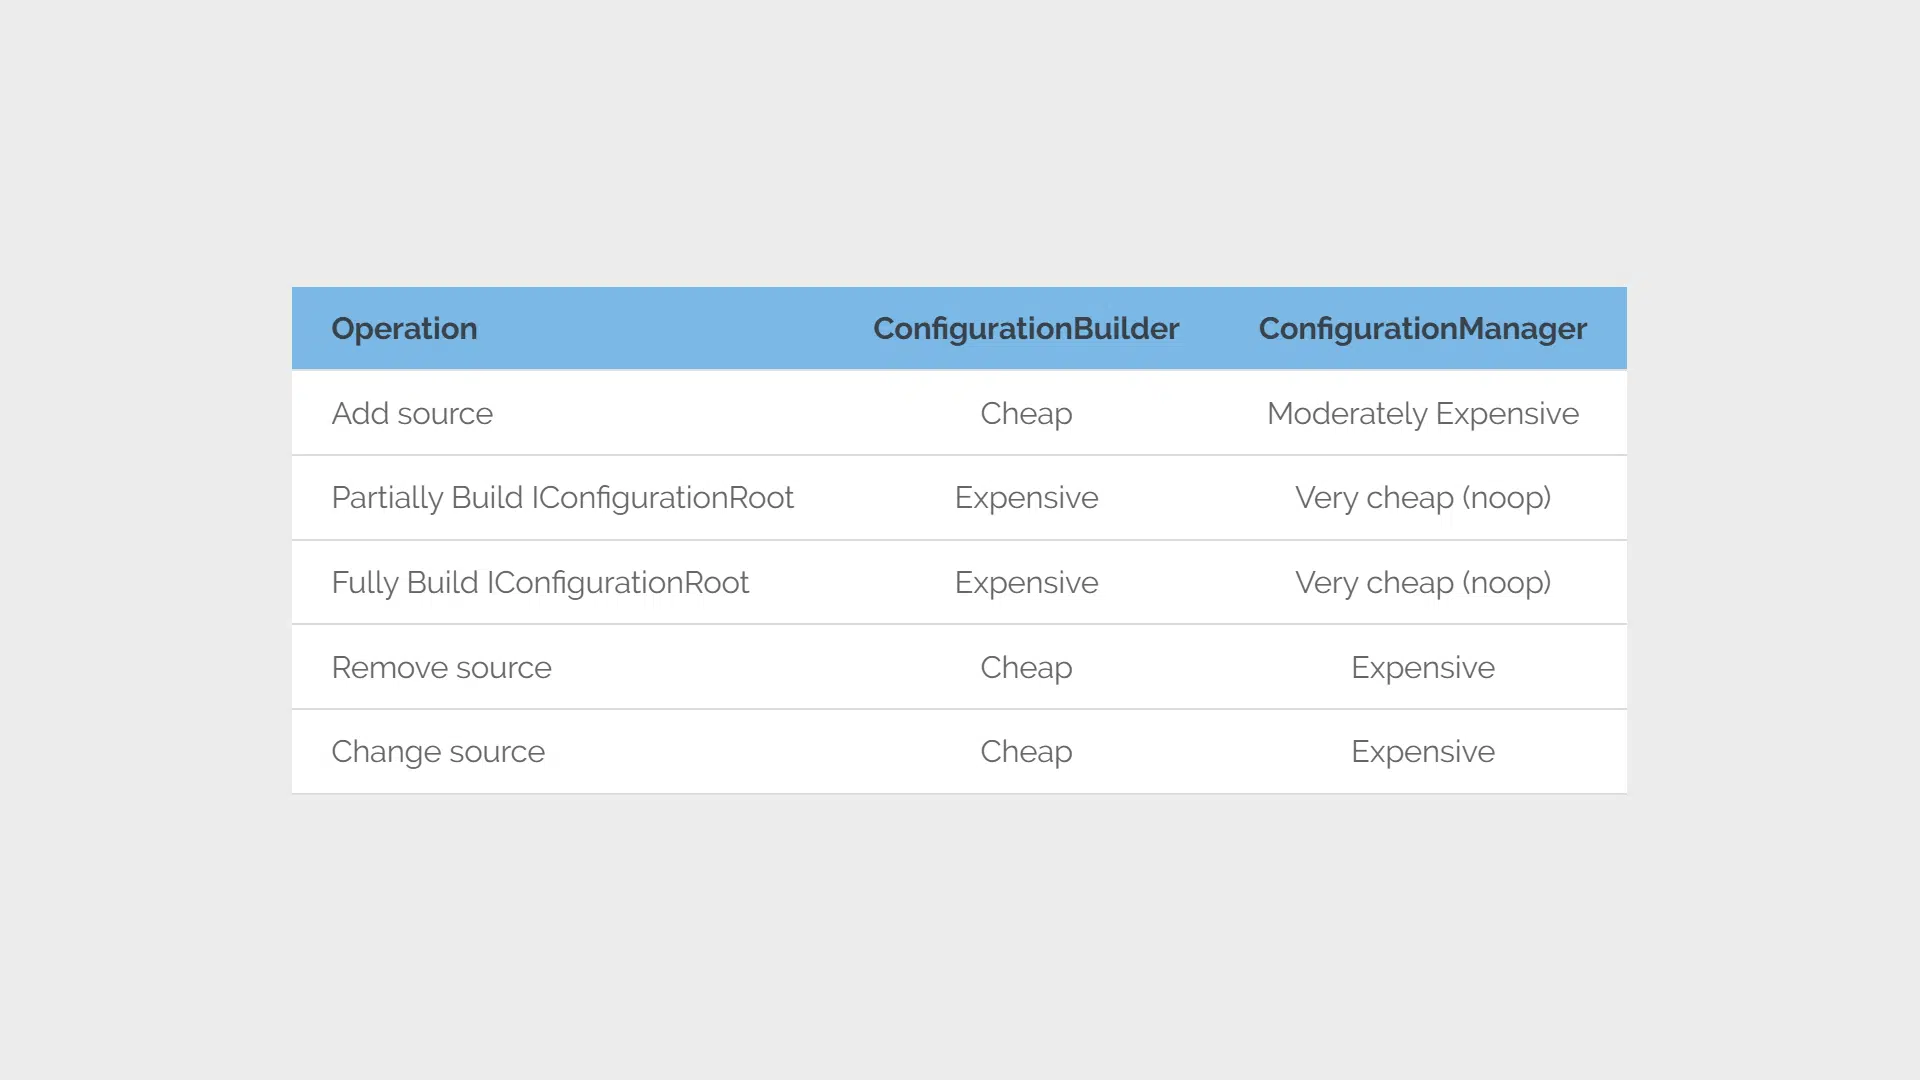 Operation ConfigurationBuilder ConfigurationManager
Add source Cheap Moderately Expensive
Partially Build IConfigurationRoot Expensive Very cheap (noop)
Fully Build IConfigurationRoot Expensive Very cheap (noop)
Remove source Cheap Expensive
Change source Cheap Expensive